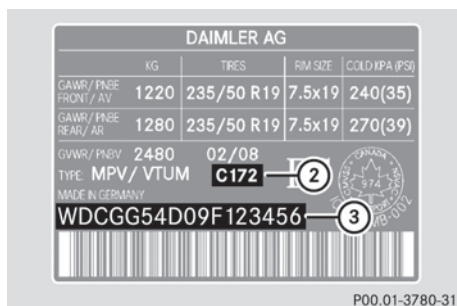 DAIMLER AG
KG TIRES RIM SIZE COLD KPA (PSI)
GAWR/PNBE FRONT/AV 1220 235/50 R19 7.5x19 240(35)
GAWR/PNBE REAR/AR 1280 235/50 R19 7.5x19 270(39)
GVWR/PNBV 2480 02/08
TYPE: MPV/VTUM C172 2
CANADA
974
MADE IN GERMANY
WDCGG54D09F123456 3
P00.01-3780-31